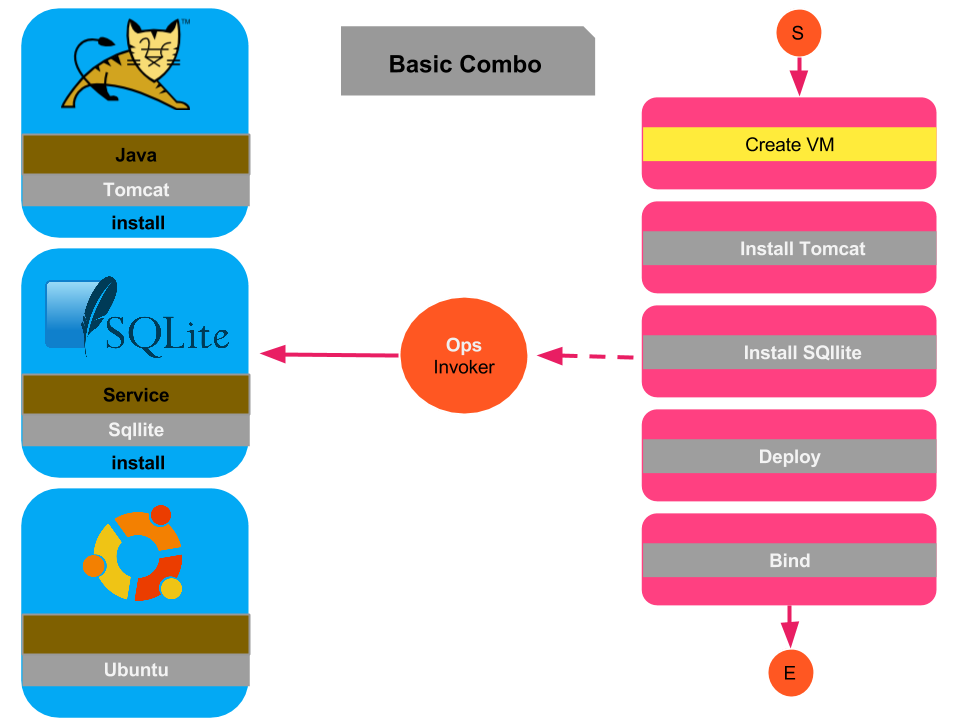 TM
Java
Tomcat
install
SQLite
Service
Sqllite
install
Ubuntu
Basic Combo
Ops
Invoker
S
Create VM
Install Tomcat
Install SQllite
Deploy
Bind
E